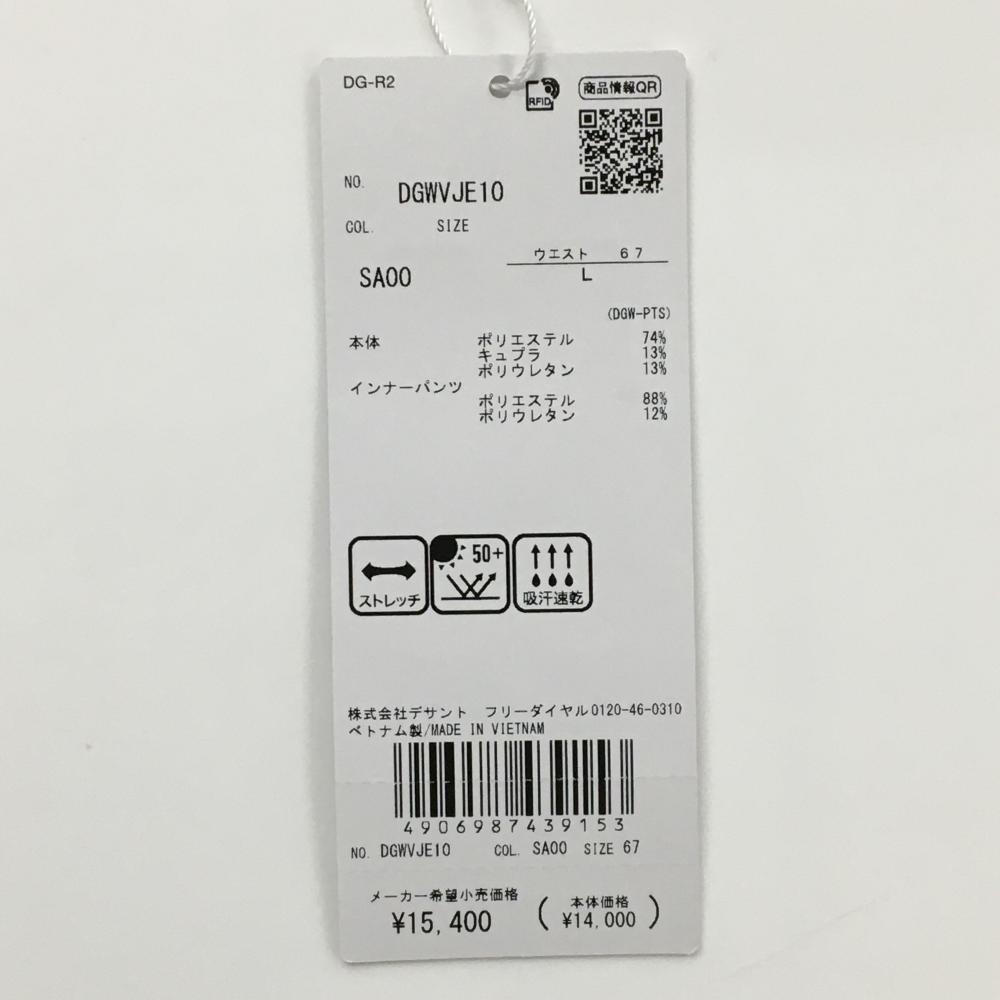 DG-R2
RFID
商品情報QR
NO. DGWVJE10
COL. SIZE
ウエスト 67
SA00 L
(DGW-PTS)
本体 ポリエステル 74%
キュプラ 13%
ポリウレタン 13%
インナーパンツ
ポリエステル 88%
ポリウレタン 12%
50+
ストレッチ 吸汗速乾
株式会社デサント フリーダイヤル0120-46-0310
ベトナム製/MADE IN VIETNAM
4906987439153
NO. DGWVJE10 COL. SA00 SIZE 67
メーカー希望小売価格
¥15,400
(本体価格
¥14,000)